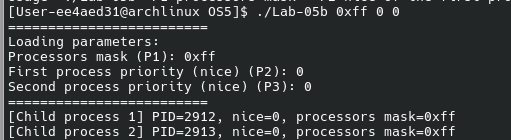 [User-ee4aed31@archlinux OS5]$ ./Lab-05b 0xff 0 0
=========================
Loading parameters:
Processors mask (P1): 0xff
First process priority (nice) (P2): 0
Second process priority (nice) (P3): 0
=========================
[Child process 1] PID=2912, nice=0, processors mask=0xff
[Child process 2] PID=2913, nice=0, processors mask=0xff